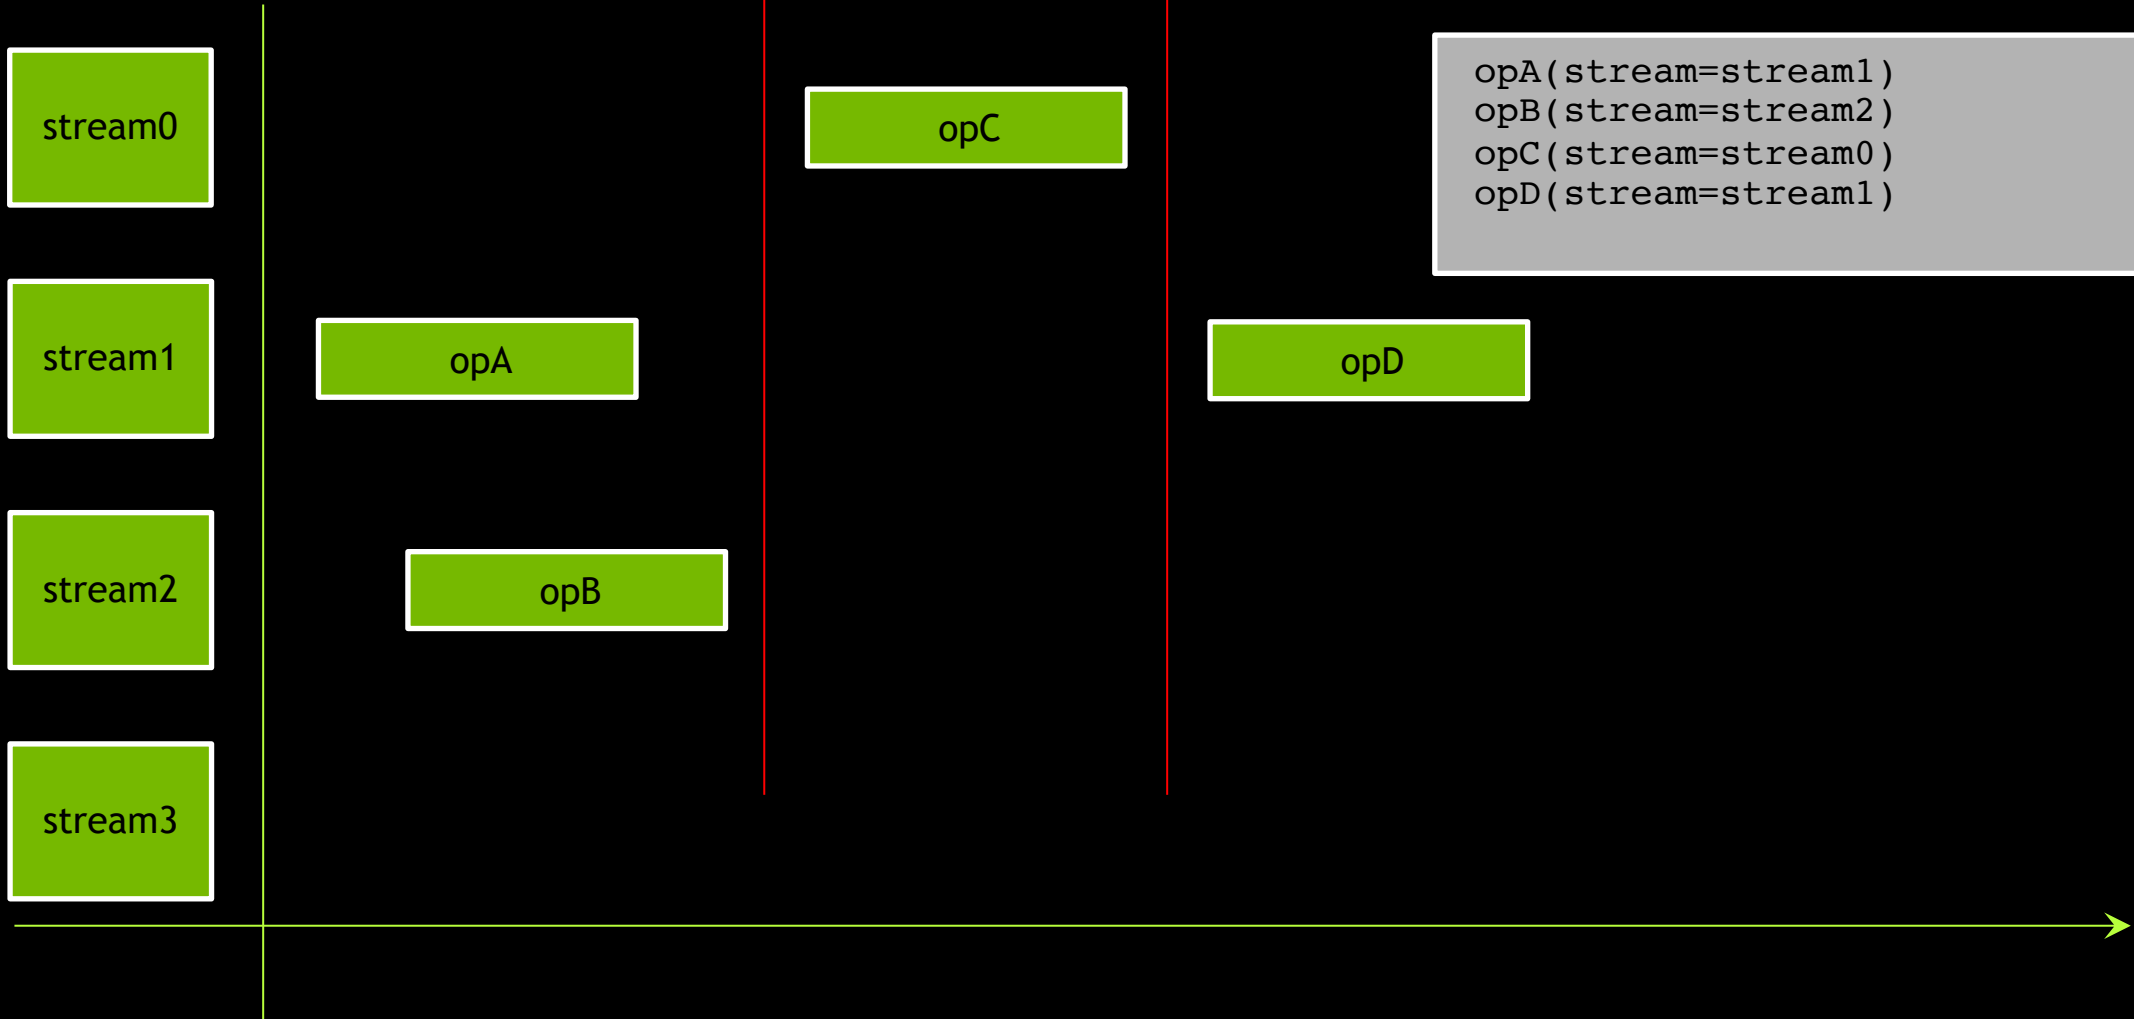 stream0
opC
opA(stream=stream1)
opB(stream=stream2)
opC(stream=stream0)
opD(stream=stream1)
stream1
opA
opD
stream2
opB
stream3